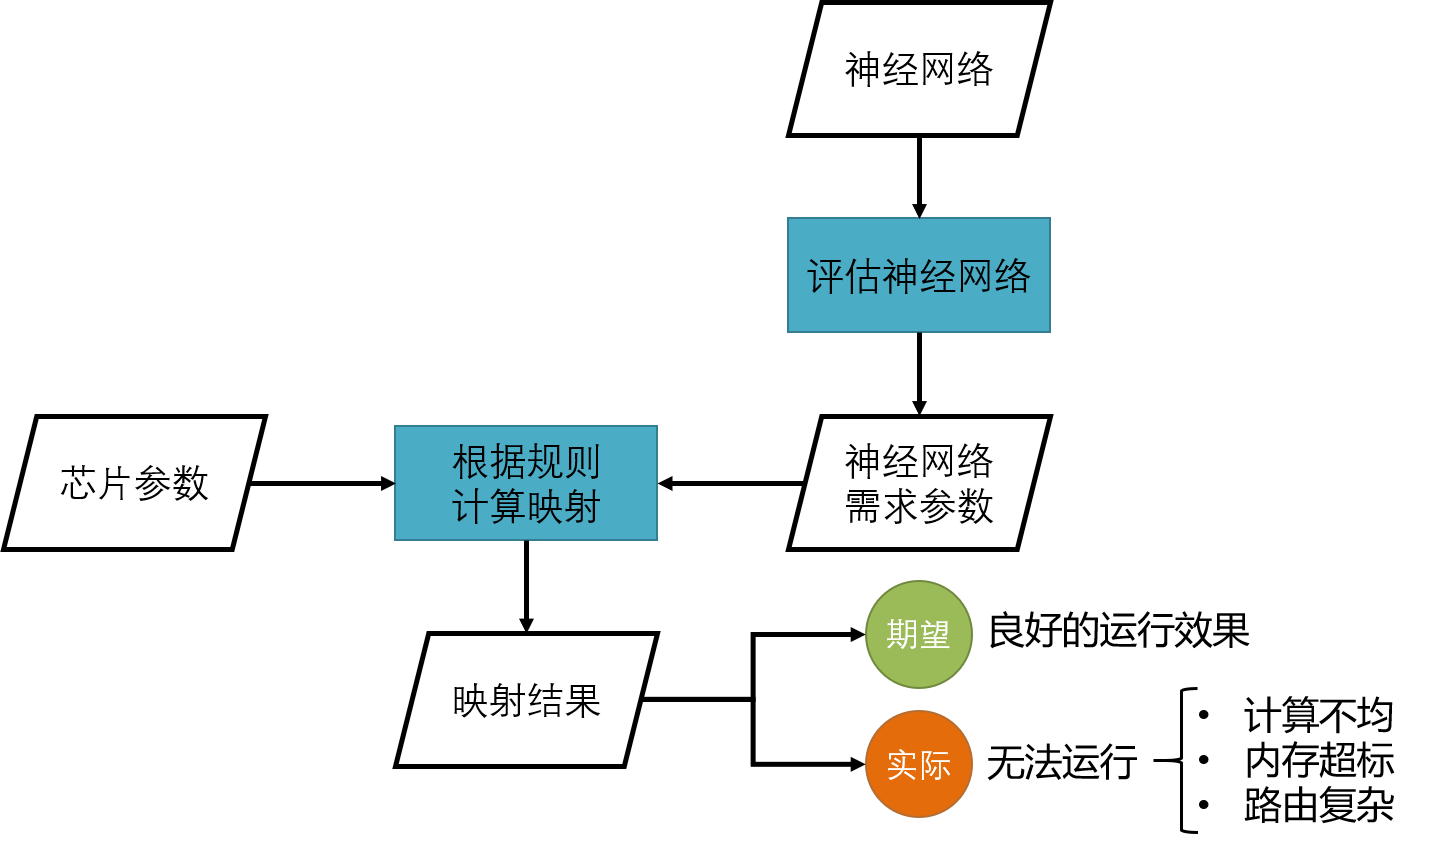 神经网络
评估神经网络
芯片参数
根据规则
计算映射
神经网络
需求参数
映射结果
期望
良好的运行效果
实际
无法运行
• 计算不均
• 内存超标
• 路由复杂